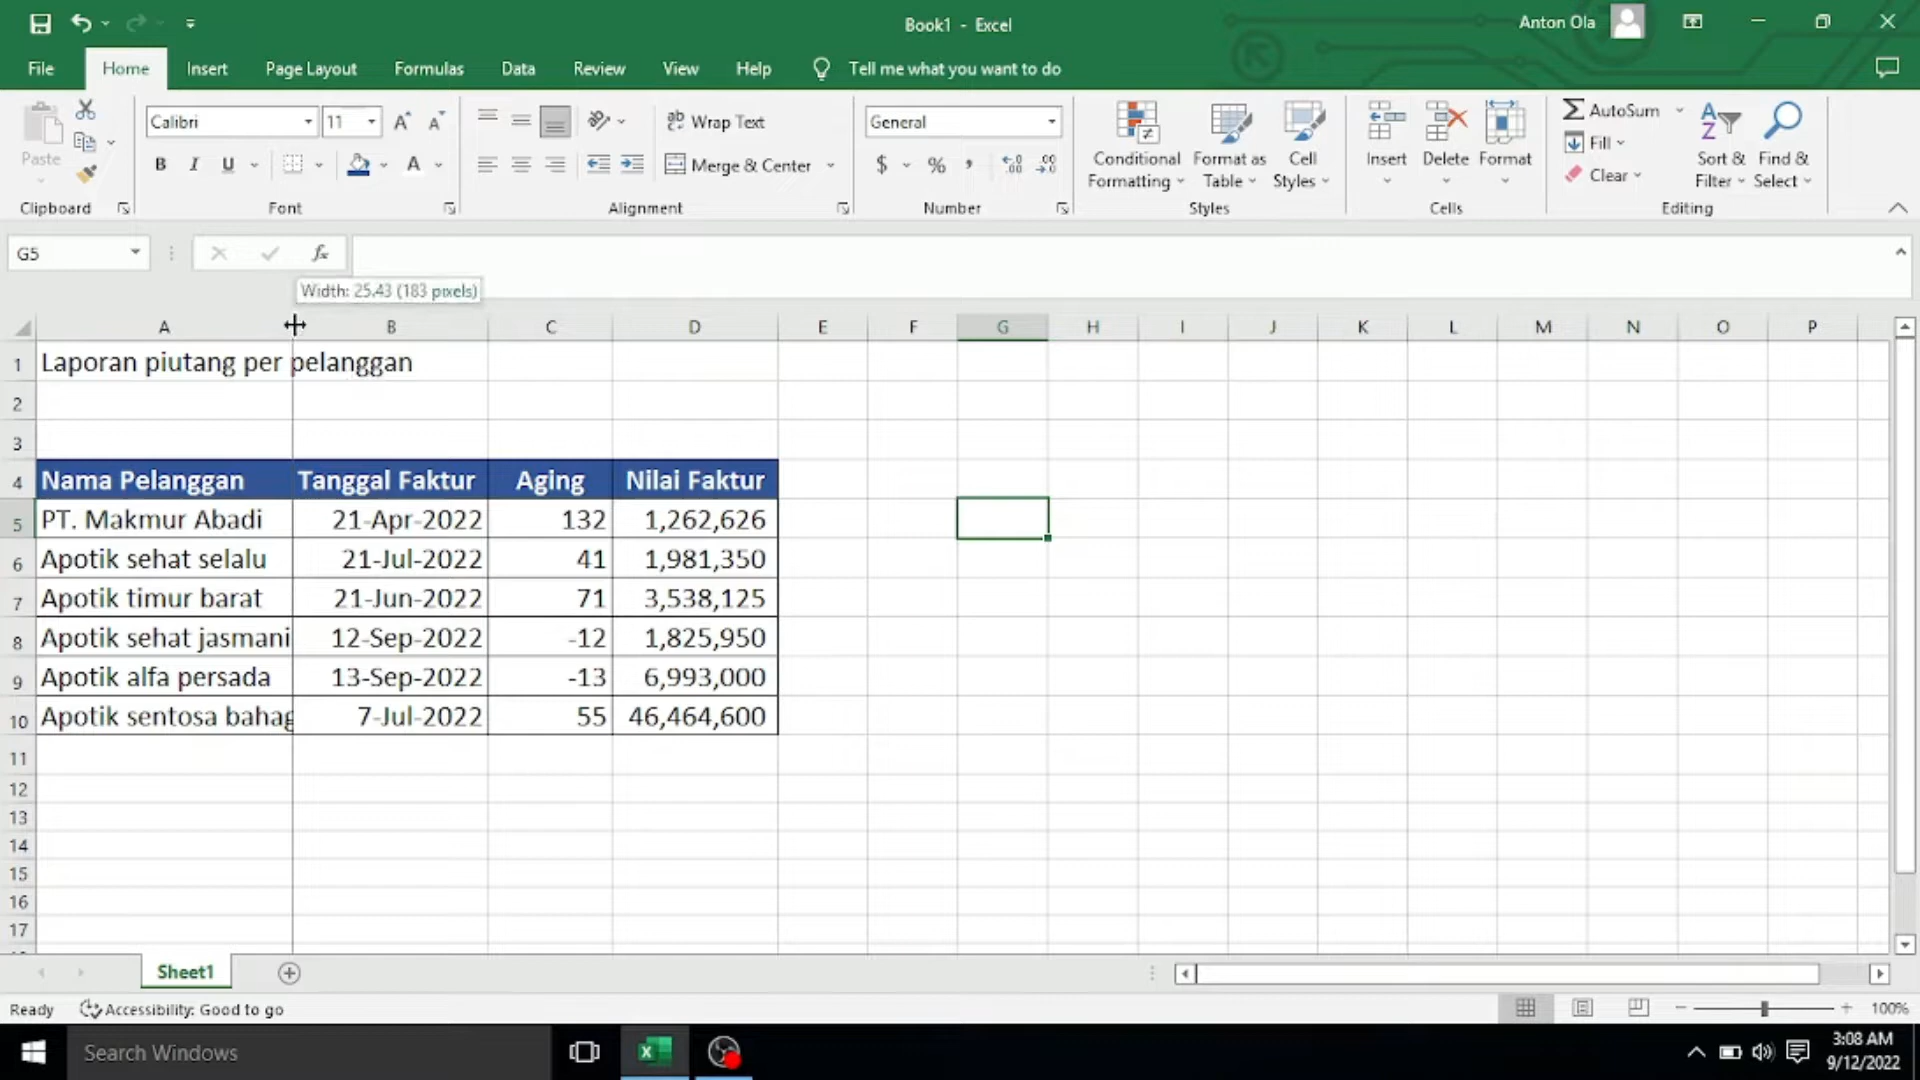 Book1 - Excel
Anton Ola
File Home Insert Page Layout Formulas Data Review View Help Tell me what you want to do
Paste
Clipboard
Calibri 11
B I U A
Font
Wrap Text
Merge & Center
Alignment
General
$ % , .00
Number
Conditional Formatting
Format as Table
Cell Styles
Styles
Insert Delete Format
Cells
AutoSum
Fill
Clear
Sort & Filter
Find & Select
Editing
G5 fx
Width: 25.43 (183 pixels)
A B C D E F G H I J K L M N O P
1 Laporan piutang per pelanggan
2
3
4 Nama Pelanggan Tanggal Faktur Aging Nilai Faktur
5 PT. Makmur Abadi 21-Apr-2022 132 1,262,626
6 Apotik sehat selalu 21-Jul-2022 41 1,981,350
7 Apotik timur barat 21-Jun-2022 71 3,538,125
8 Apotik sehat jasmani 12-Sep-2022 -12 1,825,950
9 Apotik alfa persada 13-Sep-2022 -13 6,993,000
10 Apotik sentosa bahag 7-Jul-2022 55 46,464,600
11
12
13
14
15
16
17
Sheet1
Ready Accessibility: Good to go 100%
Search Windows
3:08 AM
9/12/2022